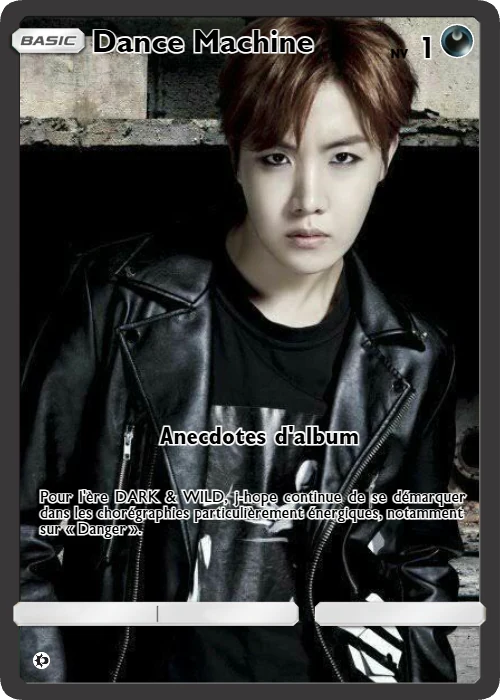 BASIC Dance Machine NV 1
Anecdotes d'album
Pour l'ère DARK & WILD, J-hope continue de se démarquer
dans les chorégraphies particulièrement énergiques, notamment
sur « Danger ».